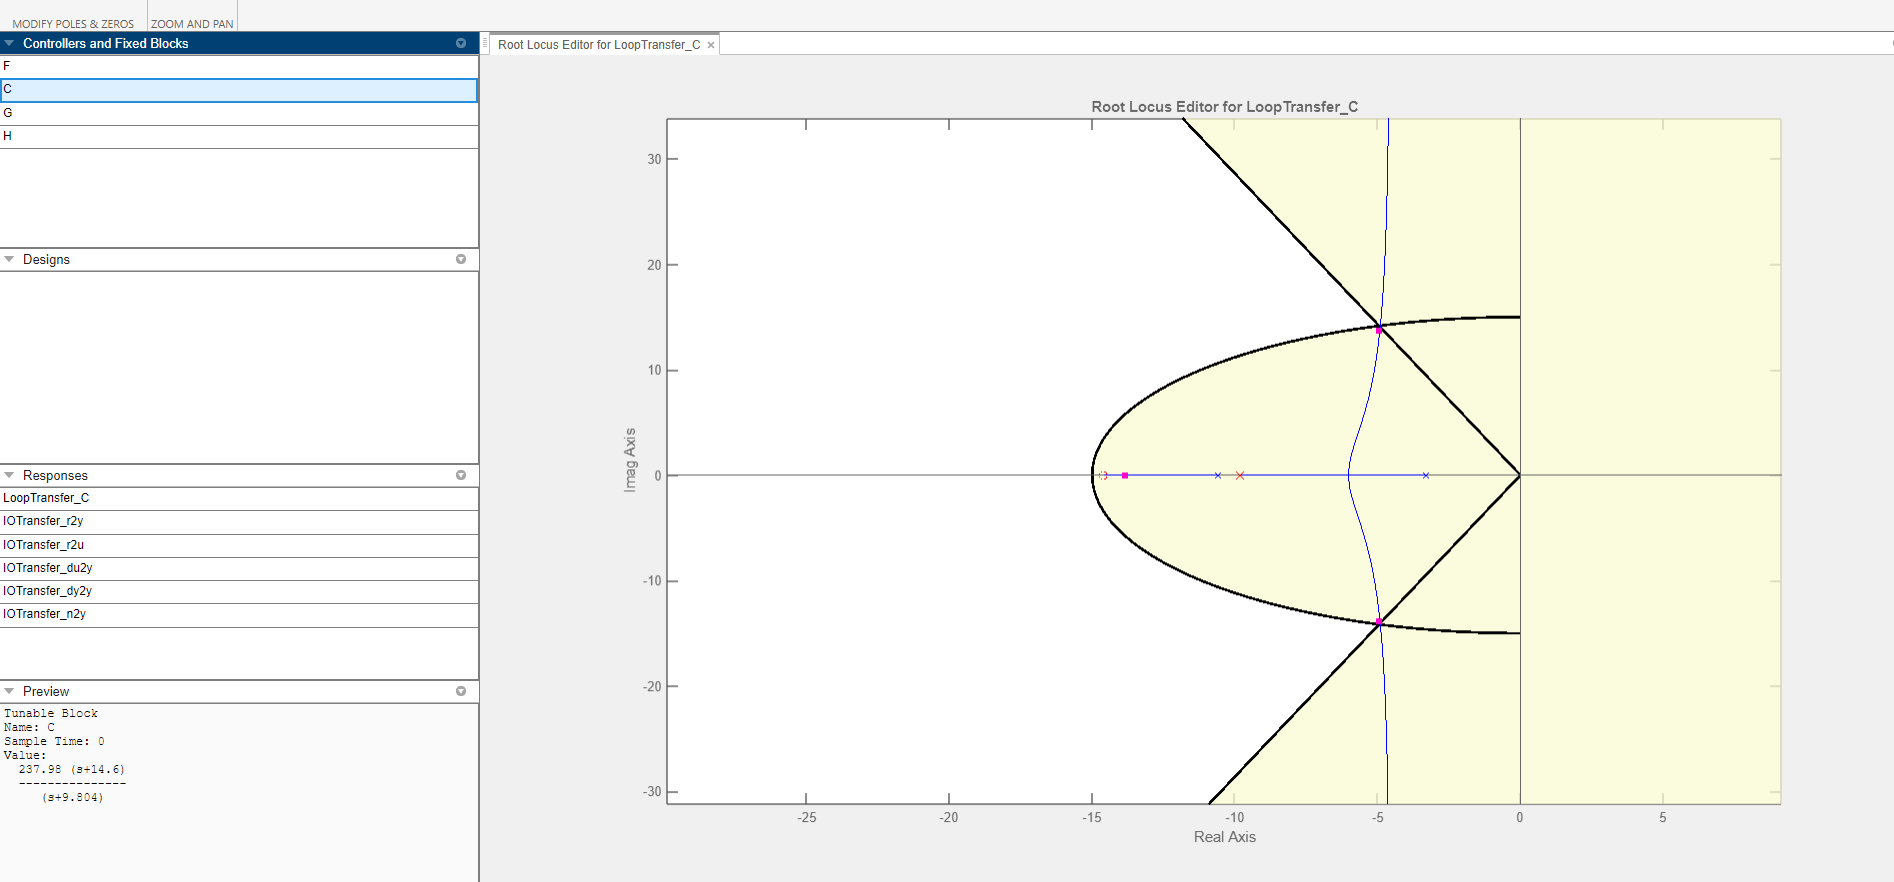 MODIFY POLES & ZEROS
ZOOM AND PAN
Controllers and Fixed Blocks
F
C
G
H
Designs
Responses
LoopTransfer_C
IOTransfer_r2y
IOTransfer_r2u
IOTransfer_du2y
IOTransfer_dy2y
IOTransfer_n2y
Preview
Tunable Block
Name: C
Sample Time: 0
Value:
237.98 (s+14.6)
---------------
(s+9.804)
Root Locus Editor for LoopTransfer_C
Root Locus Editor for LoopTransfer_C
Imag Axis
30
20
10
0
-10
-20
-30
-25
-20
-15
-10
-5
0
5
Real Axis